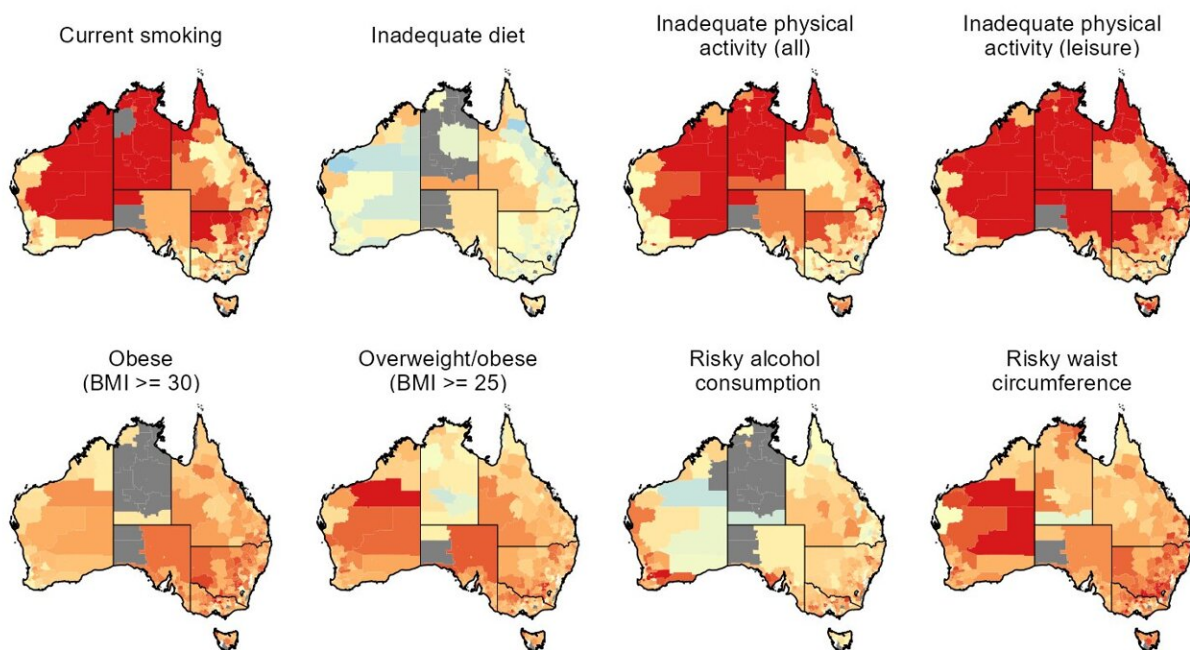 Current smoking
Inadequate diet
Inadequate physical
activity (all)
Inadequate physical
activity (leisure)
Obese
(BMI >= 30)
Overweight/obese
(BMI >= 25)
Risky alcohol
consumption
Risky waist
circumference